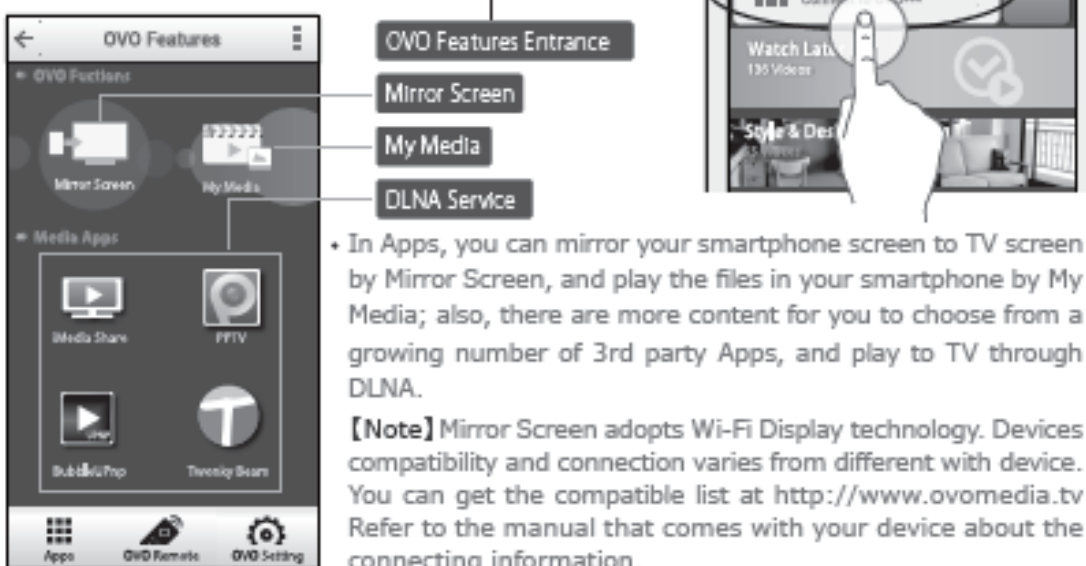 OVO Features
OVO Fuctions
Mirror Screen
My Media
Media Apps
iMedia Share
PPTV
BubbleUPnp
Twonky Beam
Apps
OVO Remote
OVO Setting
OVO Features Entrance
Mirror Screen
My Media
DLNA Service
Watch Later
136 Videos
Style & Des
• In Apps, you can mirror your smartphone screen to TV screen
by Mirror Screen, and play the files in your smartphone by My
Media; also, there are more content for you to choose from a
growing number of 3rd party Apps, and play to TV through
DLNA.
【Note】Mirror Screen adopts Wi-Fi Display technology. Devices
compatibility and connection varies from different with device.
You can get the compatible list at http://www.ovomedia.tv
Refer to the manual that comes with your device about the
connecting information